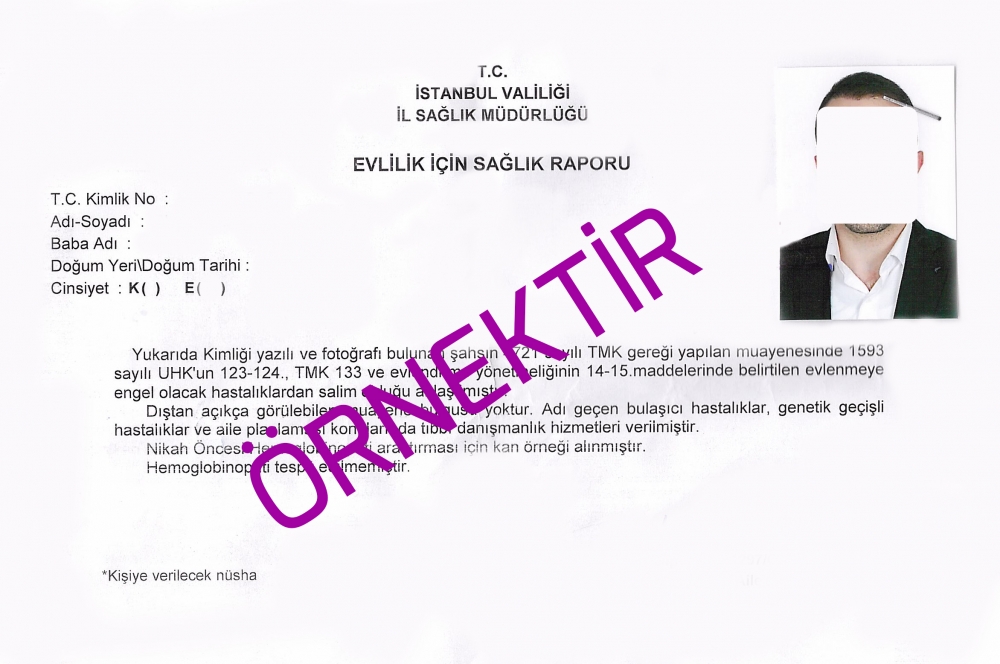 T.C.
İSTANBUL VALİLİĞİ
İL SAĞLIK MÜDÜRLÜĞÜ
EVLİLİK İÇİN SAĞLIK RAPORU
T.C. Kimlik No :
Adı-Soyadı :
Baba Adı :
Doğum Yeri\Doğum Tarihi :
Cinsiyet : K( ) E( )
Yukarıda Kimliği yazılı ve fotoğrafı bulunan şahsın sayılı TMK gereği yapılan muayenesinde 1593
sayılı UHK'un 123-124., TMK 133 ve evlendirme yönetmeliğinin 14-15.maddelerinde belirtilen evlenmeye
engel olacak hastalıklardan salim olduğu anlaşılmıştır.
Dıştan açıkça görülebilen muayene bulgusu yoktur. Adı geçen bulaşıcı hastalıklar, genetik geçişli
hastalıklar ve aile planlaması konularında tıbbi danışmanlık hizmetleri verilmiştir.
Nikah Öncesi Hemoglobinopati araştırması için kan örneği alınmıştır.
Hemoglobinopati tespit edilmemiştir.
ÖRNEKTİR
*Kişiye verilecek nüsha